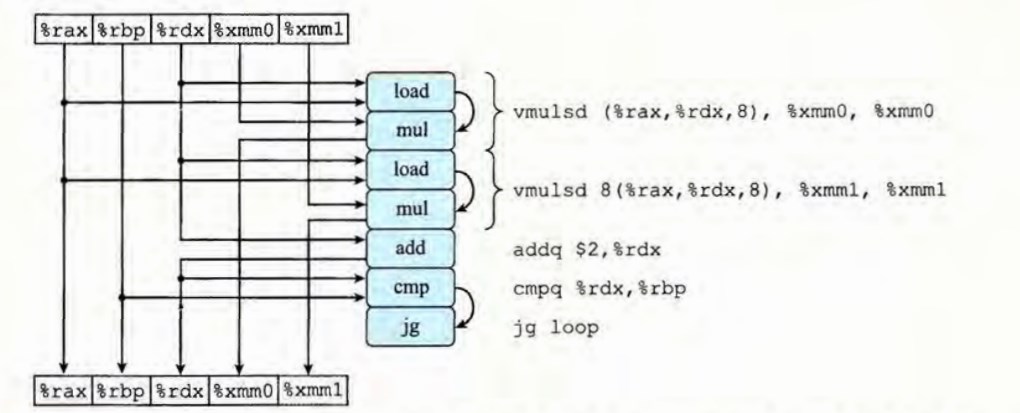 %rax %rbp %rdx %xmm0 %xmm1
load
vmulsd (%rax,%rdx,8), %xmm0, %xmm0
mul
load
vmulsd 8(%rax,%rdx,8), %xmm1, %xmm1
mul
add addq $2,%rdx
cmp cmpq %rdx,%rbp
jg jg loop
%rax %rbp %rdx %xmm0 %xmm1